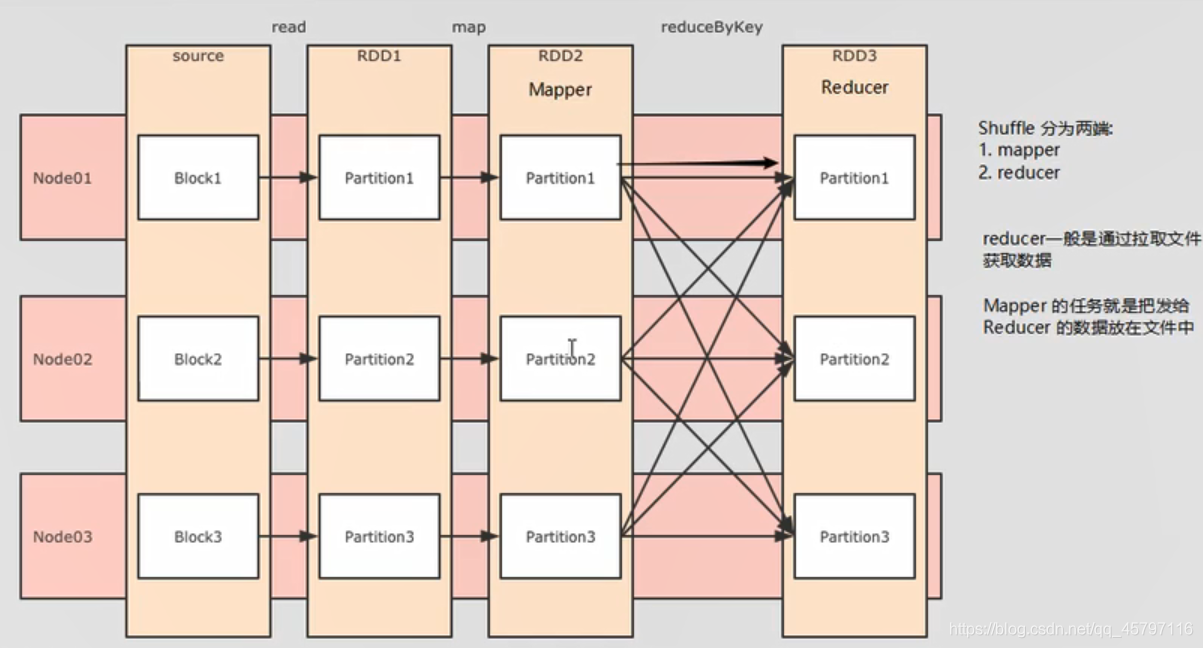 read
map
reduceByKey
source
RDD1
RDD2
RDD3
Mapper
Reducer
Node01
Block1
Partition1
Partition1
Partition1
Node02
Block2
Partition2
Partition2
Partition2
Node03
Block3
Partition3
Partition3
Partition3
Shuffle 分为两端:
1. mapper
2. reducer
reducer一般是通过拉取文件
获取数据
Mapper 的任务就是把发给
Reducer 的数据放在文件中
https://blog.csdn.net/qq_45797116